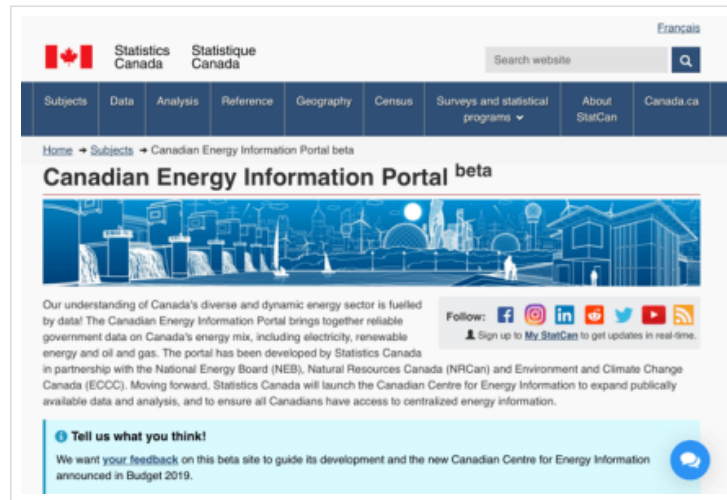 Français
Statistics Statistique
Canada Canada
Search website
Subjects Data Analysis Reference Geography Census Surveys and statistical programs About StatCan Canada.ca
Home → Subjects → Canadian Energy Information Portal beta
Canadian Energy Information Portal beta
Our understanding of Canada's diverse and dynamic energy sector is fuelled
by data! The Canadian Energy Information Portal brings together reliable
government data on Canada's energy mix, including electricity, renewable
energy and oil and gas. The portal has been developed by Statistics Canada
in partnership with the National Energy Board (NEB), Natural Resources Canada (NRCan) and Environment and Climate Change
Canada (ECCC). Moving forward, Statistics Canada will launch the Canadian Centre for Energy Information to expand publically
available data and analysis, and to ensure all Canadians have access to centralized energy information.
Follow:
Sign up to My StatCan to get updates in real-time.
Tell us what you think!
We want your feedback on this beta site to guide its development and the new Canadian Centre for Energy Information
announced in Budget 2019.